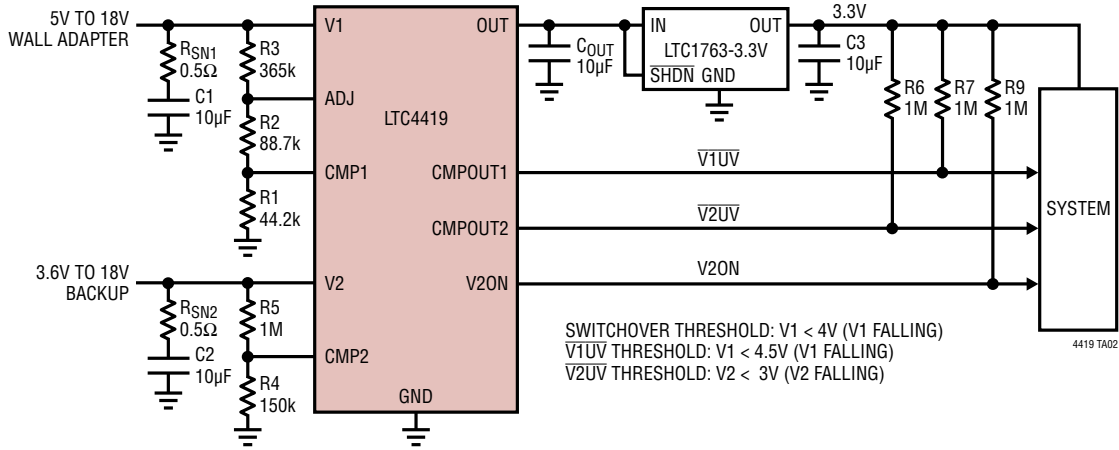 5V TO 18V
WALL ADAPTER
RSN1
0.5Ω
C1
10µF
R3
365k
R2
88.7k
R1
44.2k
3.6V TO 18V
BACKUP
RSN2
0.5Ω
C2
10µF
R5
1M
R4
150k
V1
ADJ
CMP1
V2
CMP2
LTC4419
GND
OUT
CMPOUT1
CMPOUT2
V2ON
COUT
10µF
IN
OUT
LTC1763-3.3V
SHDN GND
C3
10µF
3.3V
R6
1M
R7
1M
R9
1M
V1UV
V2UV
V2ON
SYSTEM
SWITCHOVER THRESHOLD: V1 < 4V (V1 FALLING)
V1UV THRESHOLD: V1 < 4.5V (V1 FALLING)
V2UV THRESHOLD: V2 < 3V (V2 FALLING)
4419 TA02